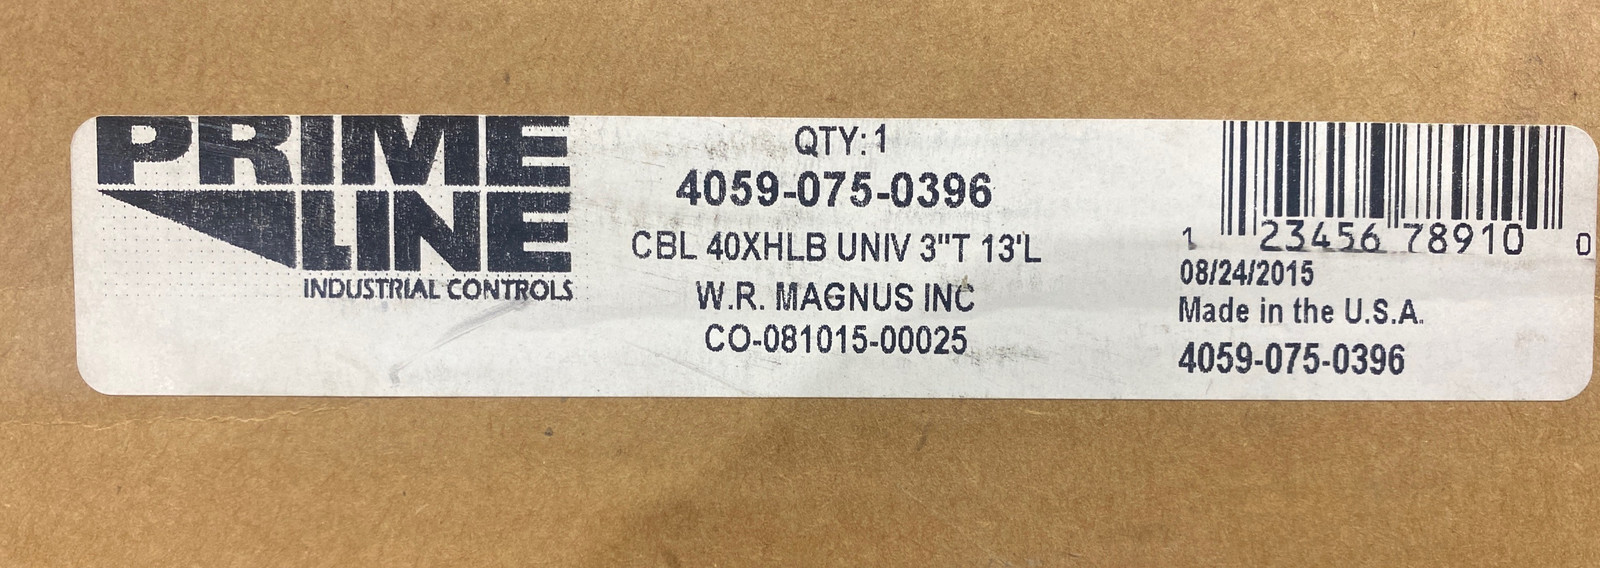 PRIME
LINE
INDUSTRIAL CONTROLS
QTY: 1
4059-075-0396
CBL 40XHLB UNIV 3"T 13'L
W.R. MAGNUS INC
CO-081015-00025
1 23456 78910 0
08/24/2015
Made in the U.S.A.
4059-075-0396